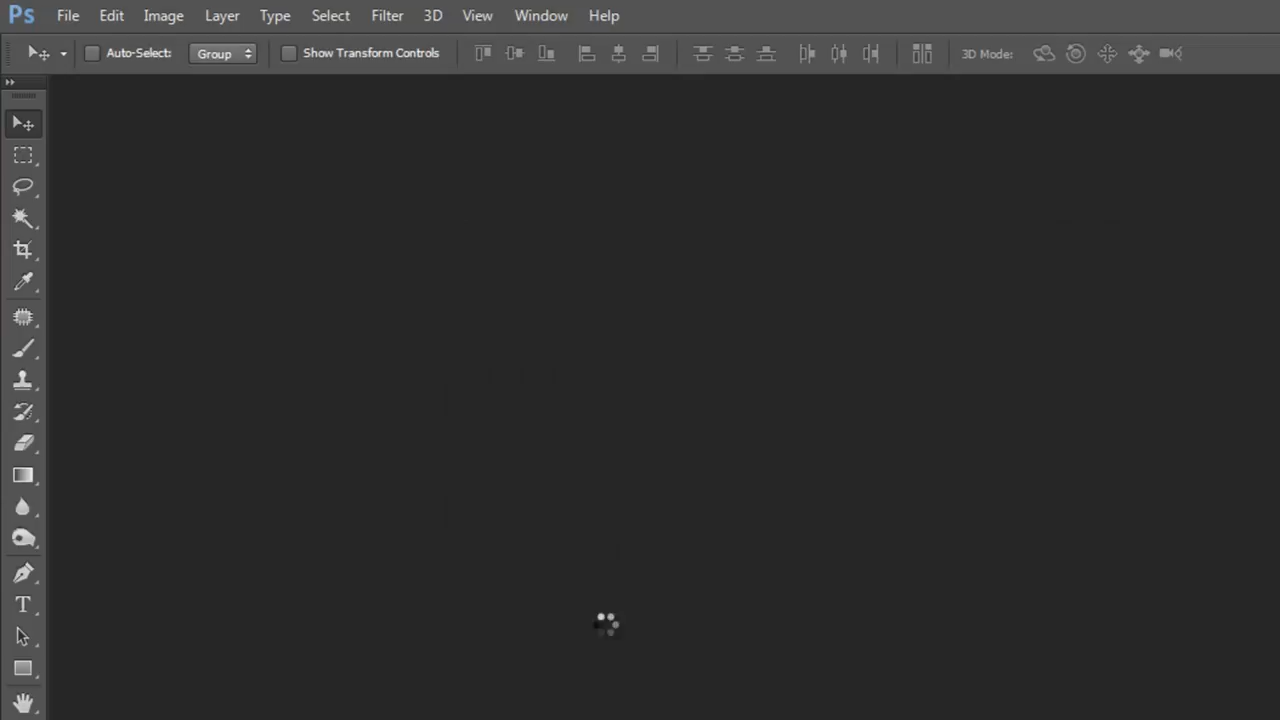 Ps File Edit Image Layer Type Select Filter 3D View Window Help
Auto-Select: Group Show Transform Controls 3D Mode:
T